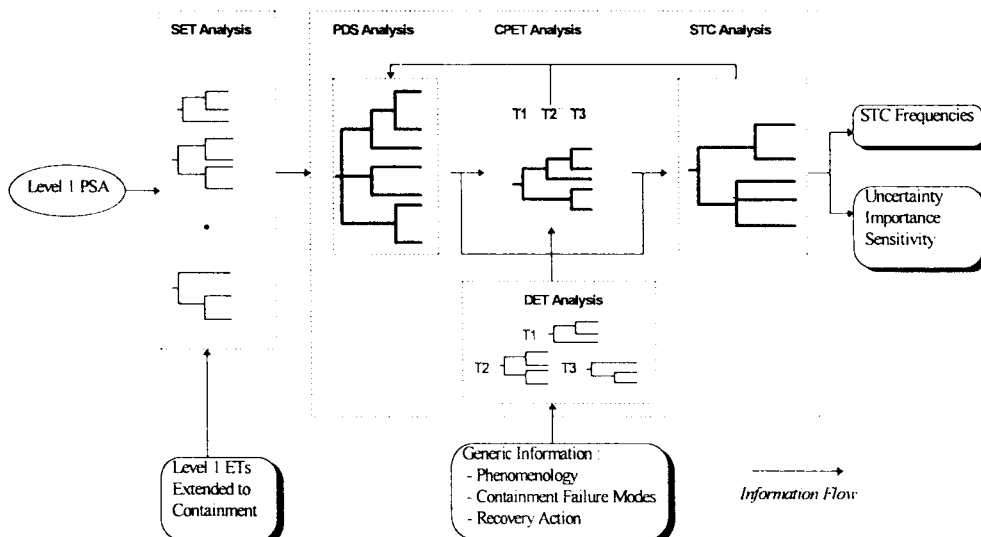 SET Analysis
PDS Analysis
CPET Analysis
STC Analysis
T1 T2 T3
STC Frequencies
Level 1 PSA
Uncertainty
Importance
Sensitivity
DET Analysis
T1
T2
T3
Level 1 ETs
Extended to
Containment
Generic Information :
- Phenomenology
- Containment Failure Modes
- Recovery Action
Information Flow